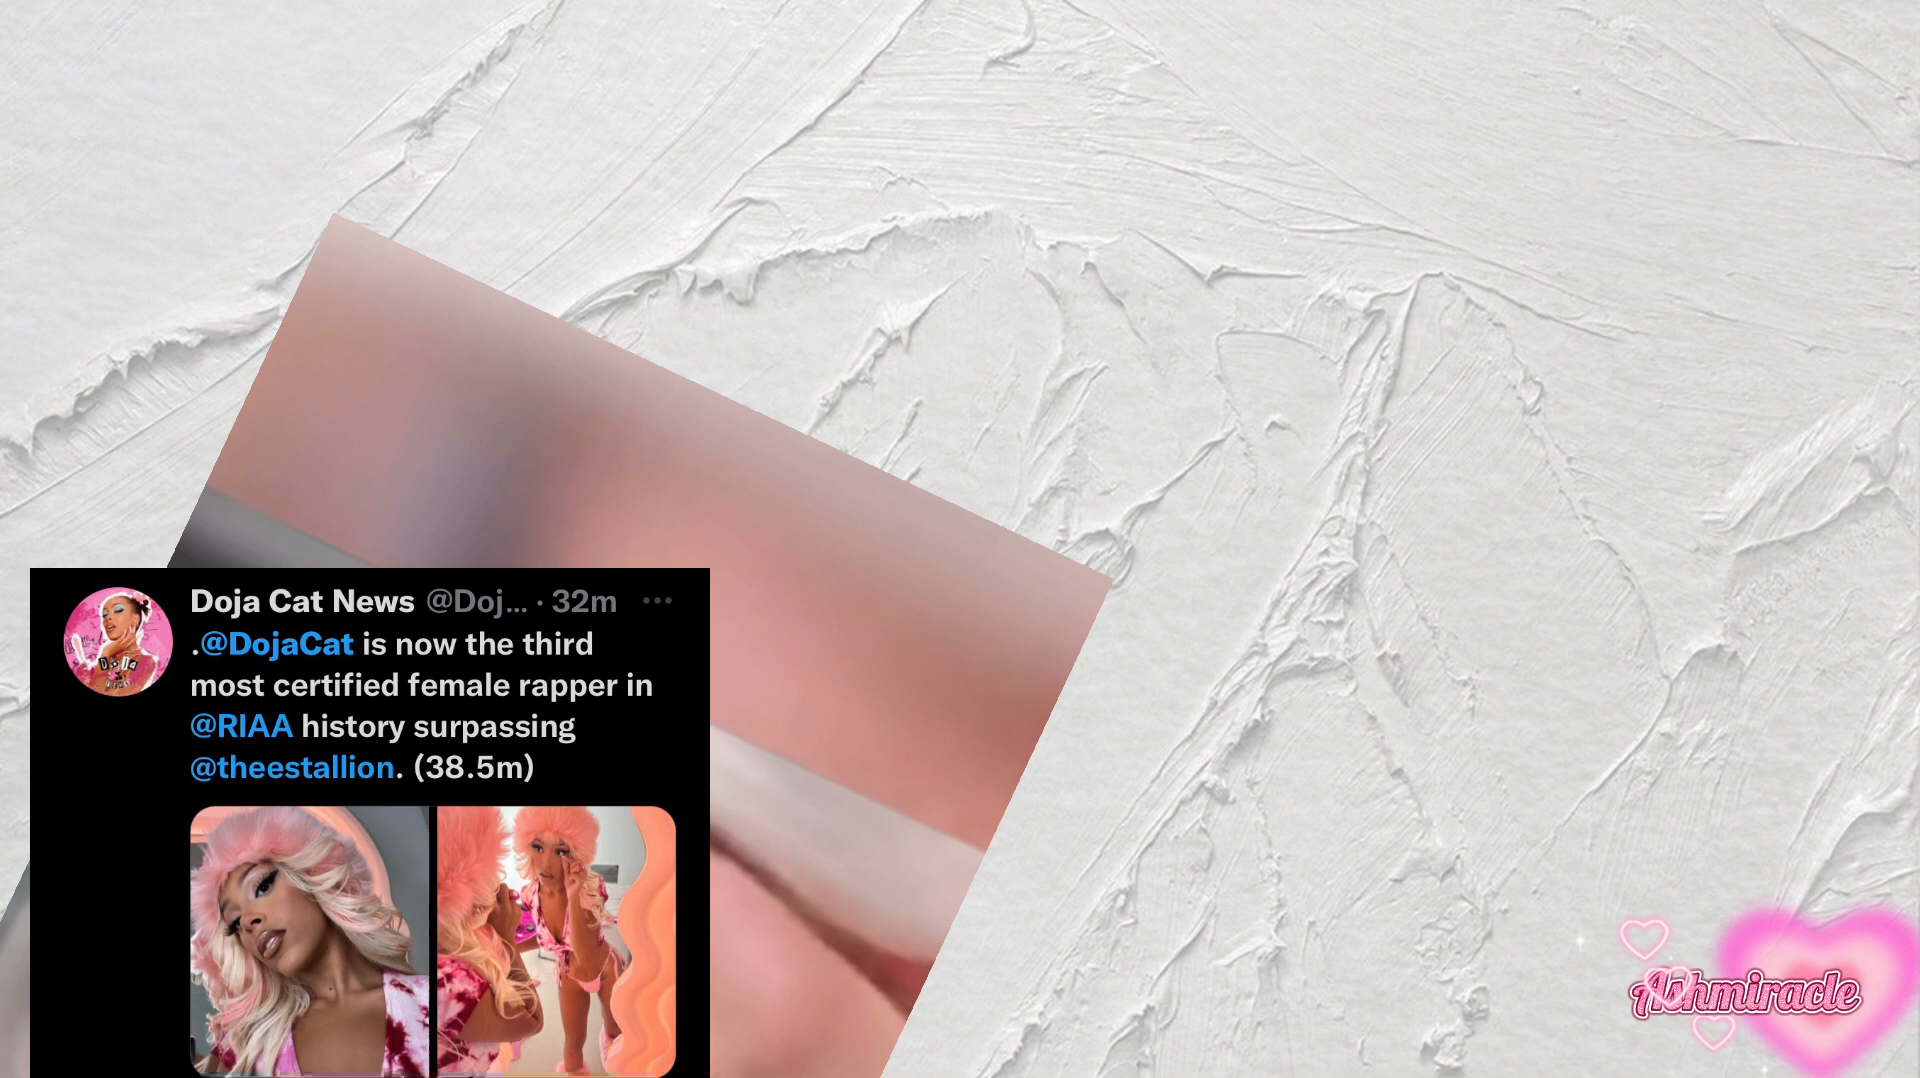 Doja Cat News @Doj... · 32m ...
.@DojaCat is now the third
most certified female rapper in
@RIAA history surpassing
@theestallion. (38.5m)
Doja
Ashmiracle